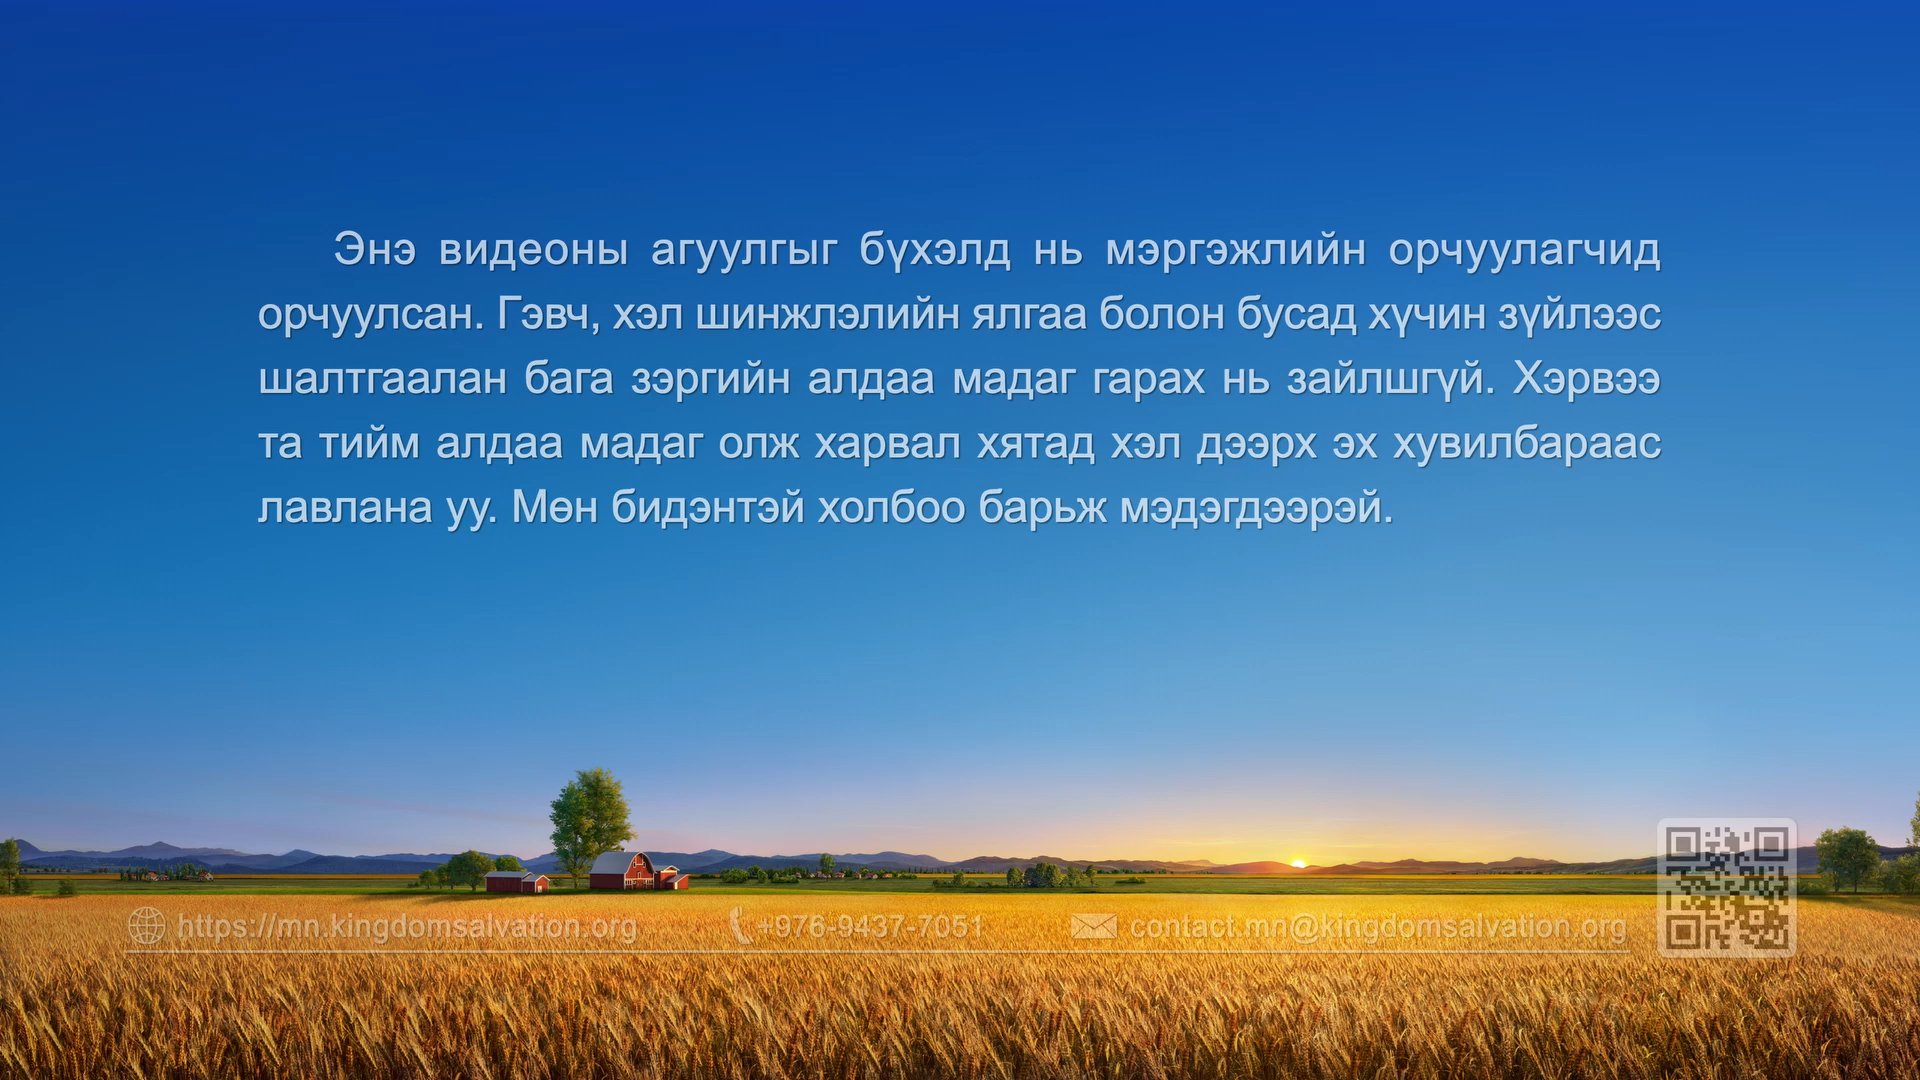 Энэ видеоны агуулгыг бүхэлд нь мэргэжлийн орчуулагчид
орчуулсан. Гэвч, хэл шинжлэлийн ялгаа болон бусад хүчин зүйлээс
шалтгаалан бага зэргийн алдаа мадаг гарах нь зайлшгүй. Хэрвээ
та тийм алдаа мадаг олж харвал хятад хэл дээрх эх хувилбараас
лавлана уу. Мөн бидэнтэй холбоо барьж мэдэгдээрэй.
https://mn.kingdomsalvation.org +976-9437-7051 contact.mn@kingdomsalvation.org